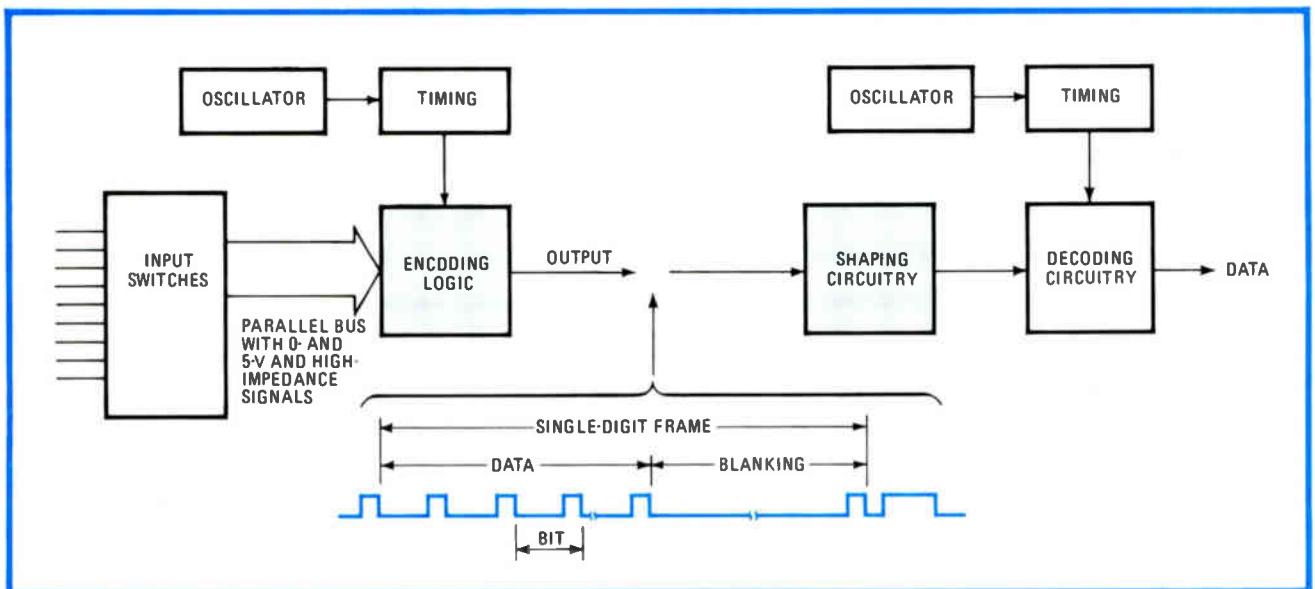 OSCILLATOR
TIMING
OSCILLATOR
TIMING
INPUT
SWITCHES
PARALLEL BUS
WITH 0- AND
5-V AND HIGH-
IMPEDANCE
SIGNALS
ENCDDING
LOGIC
OUTPUT
SHAPING
CIRCUITRY
DECODING
CIRCUITRY
DATA
SINGLE-DIGIT FRAME
DATA
BLANKING
BIT